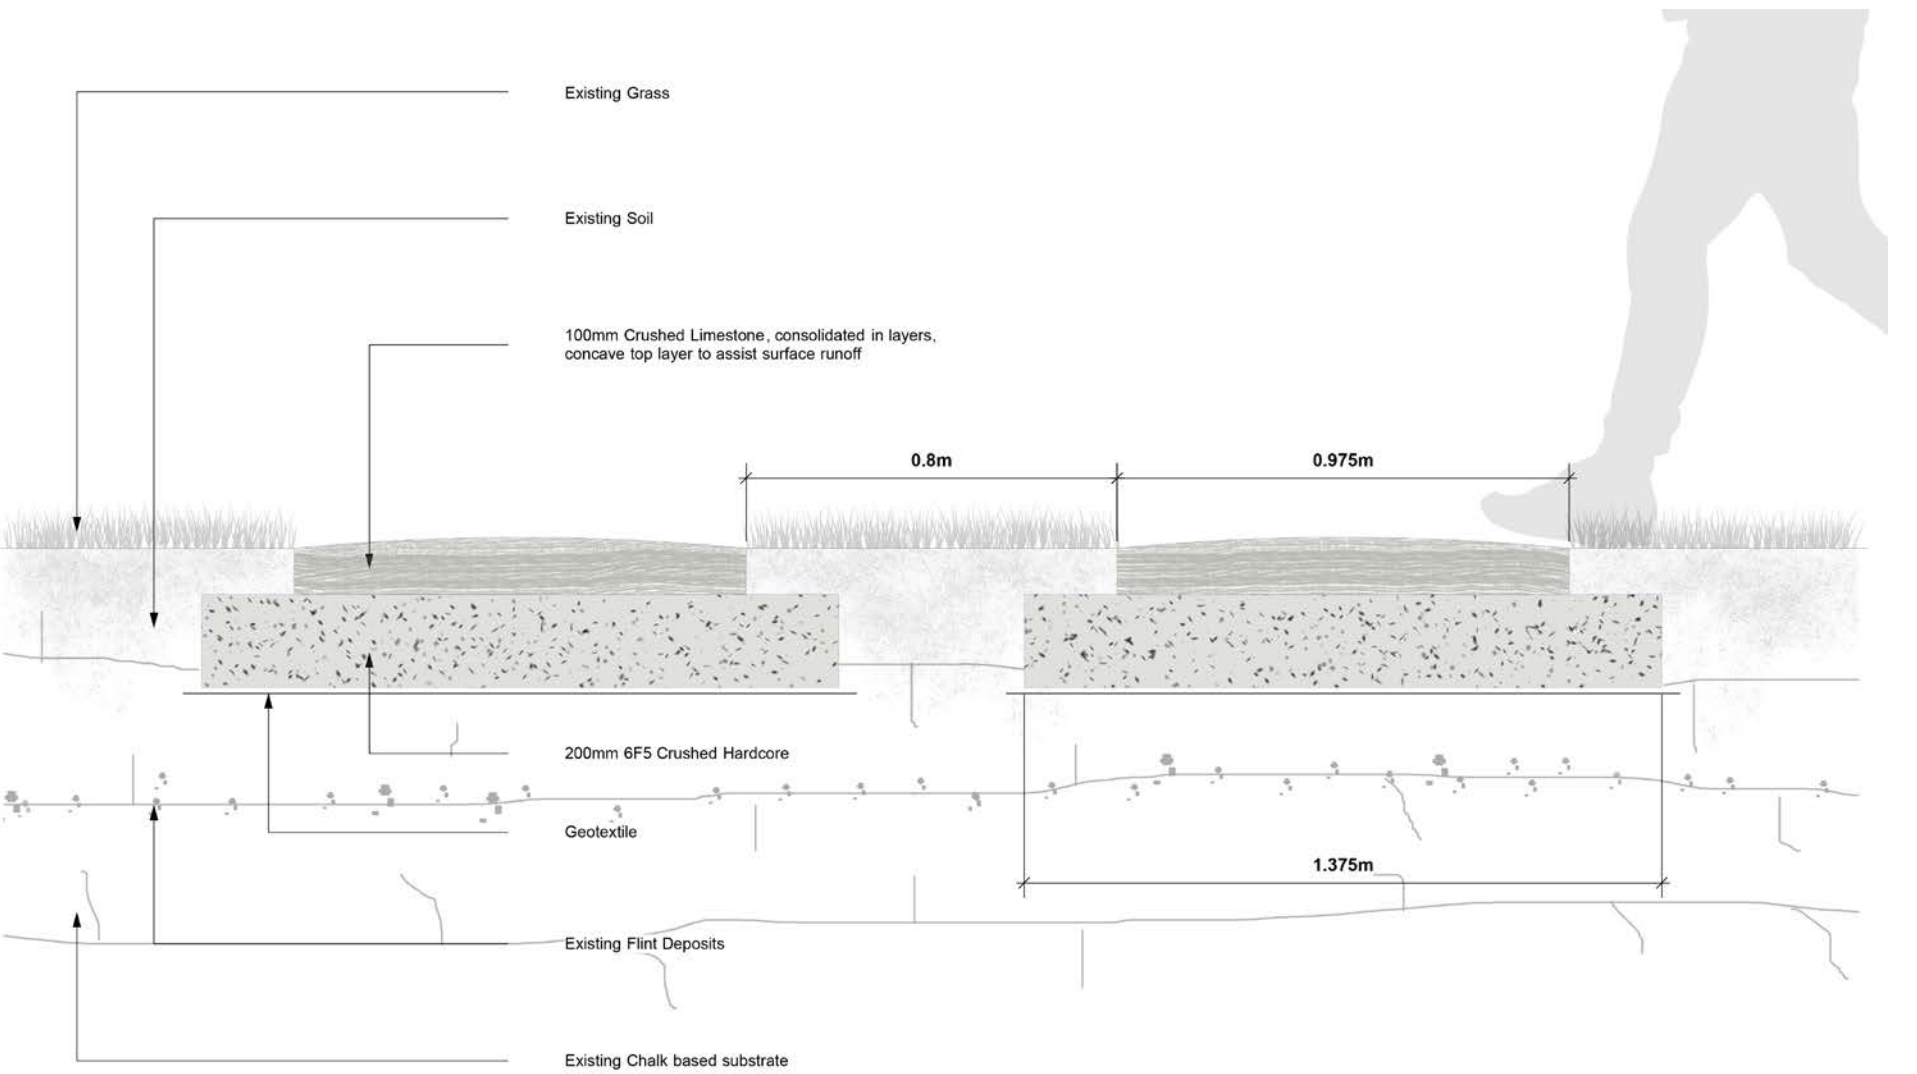 Existing Grass
Existing Soil
100mm Crushed Limestone, consolidated in layers,
concave top layer to assist surface runoff
0.8m
0.975m
200mm 6F5 Crushed Hardcore
Geotextile
1.375m
Existing Flint Deposits
Existing Chalk based substrate